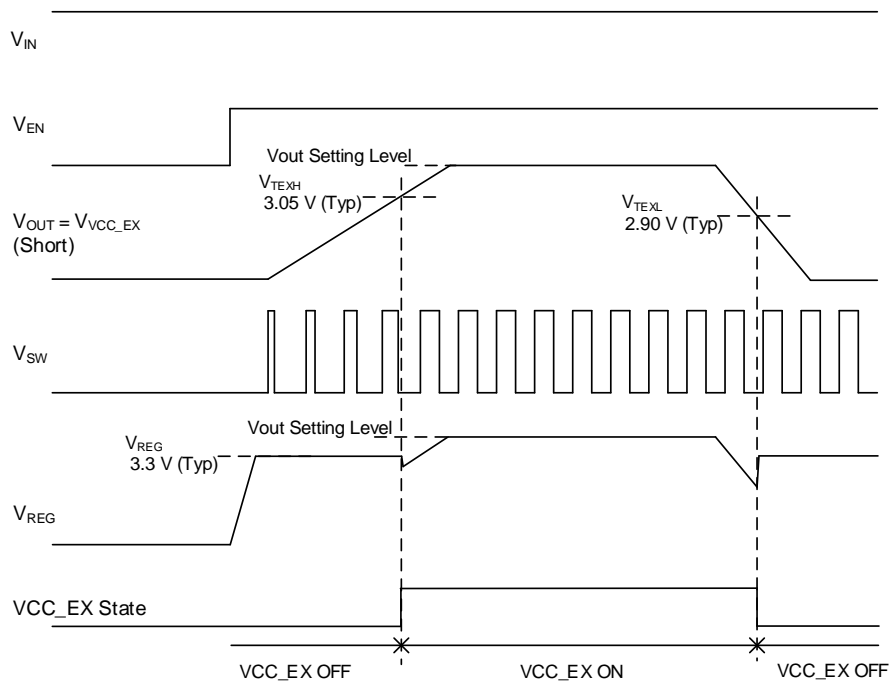 VIN
VEN
Vout Setting Level
VTEXH
3.05 V (Typ)
VTEXL
2.90 V (Typ)
VOUT = VVCC_EX
(Short)
VSW
Vout Setting Level
VREG
3.3 V (Typ)
VREG
VCC_EX State
VCC_EX OFF
VCC_EX ON
VCC_EX OFF